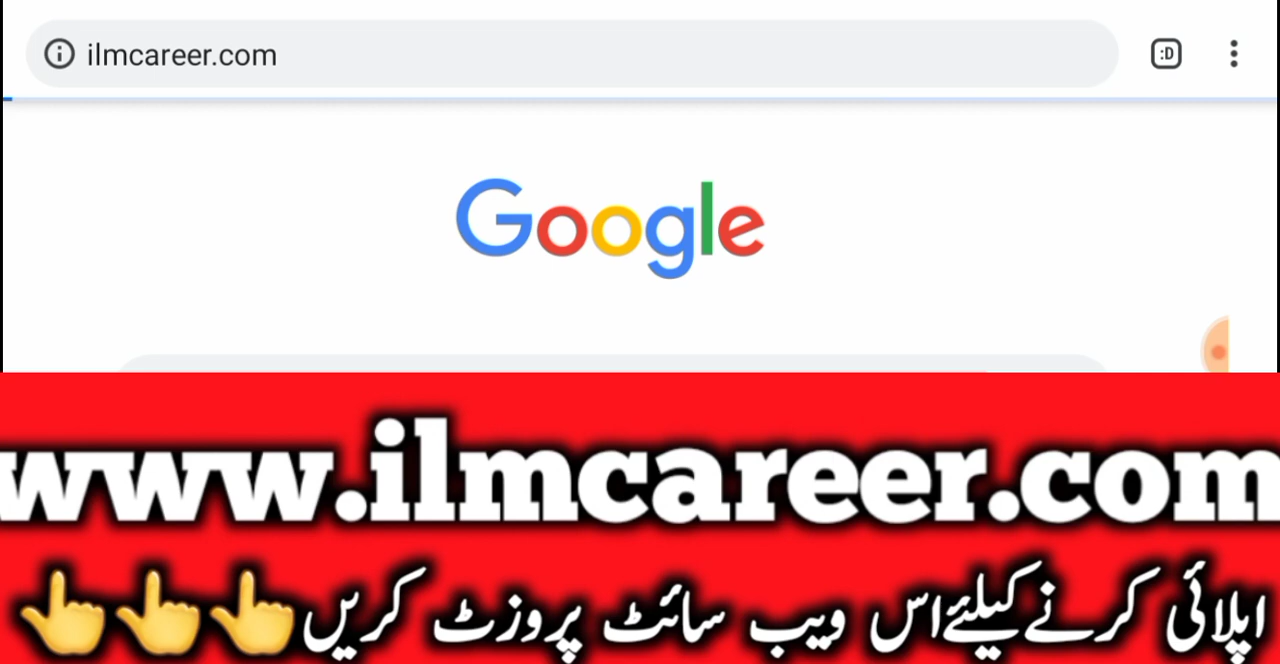 ilmcareer.com
:D
Google
www.ilmcareer.com
اپلائی کرنے کیلئے اس ویب سائٹ پر وزٹ کریں👆👆👆